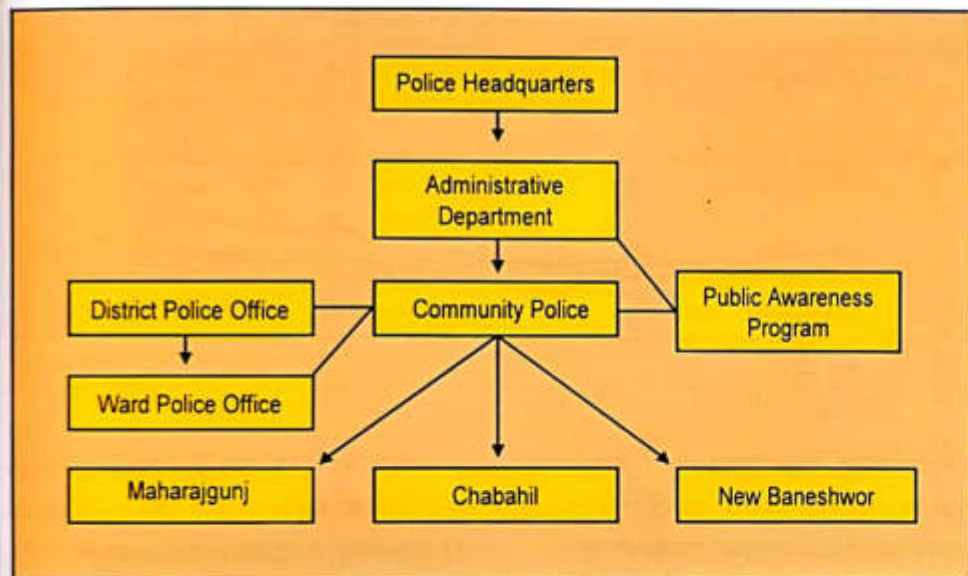 Police Headquarters
Administrative
Department
District Police Office
Community Police
Public Awareness
Program
Ward Police Office
Maharajgunj
Chabahil
New Baneshwor